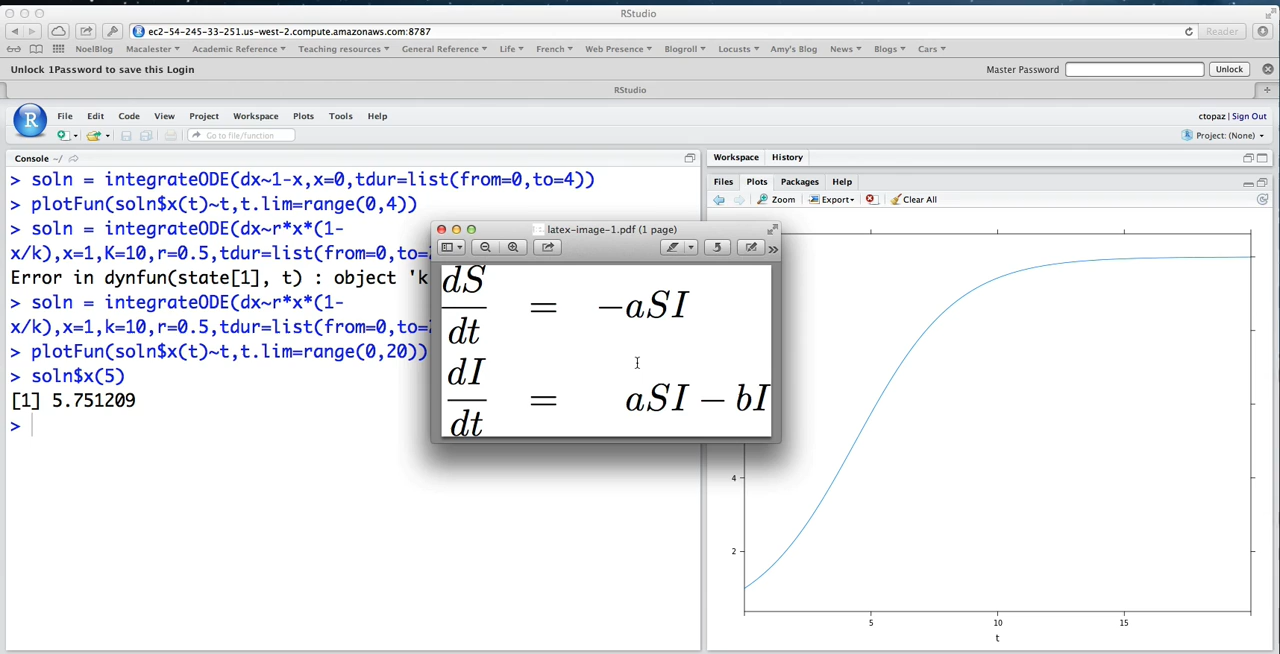 RStudio
ec2-54-245-33-251.us-west-2.compute.amazonaws.com:8787
Reader
NoelBlog Macalester Academic Reference Teaching resources General Reference Life French Web Presence Blogroll Locusts Amy's Blog News Blogs Cars
Unlock 1Password to save this Login
Master Password
Unlock
RStudio
R File Edit Code View Project Workspace Plots Tools Help
ctopaz | Sign Out
Go to file/function
Project: (None)
Console ~/
> soln = integrateODE(dx~1-x,x=0,tdur=list(from=0,to=4))
> plotFun(soln$x(t)~t,t.lim=range(0,4))
> soln = integrateODE(dx~r*x*(1-
x/k),x=1,K=10,r=0.5,tdur=list(from=0,to=
Error in dynfun(state[1], t) : object 'k
> soln = integrateODE(dx~r*x*(1-
x/k),x=1,k=10,r=0.5,tdur=list(from=0,to=
> plotFun(soln$x(t)~t,t.lim=range(0,20))
> soln$x(5)
[1] 5.751209
>
latex-image-1.pdf (1 page)
dS
dt
= −aSI
dI
dt
= aSI − bI
Workspace History
Files Plots Packages Help
Zoom Export Clear All
4
2
5 10 15
t